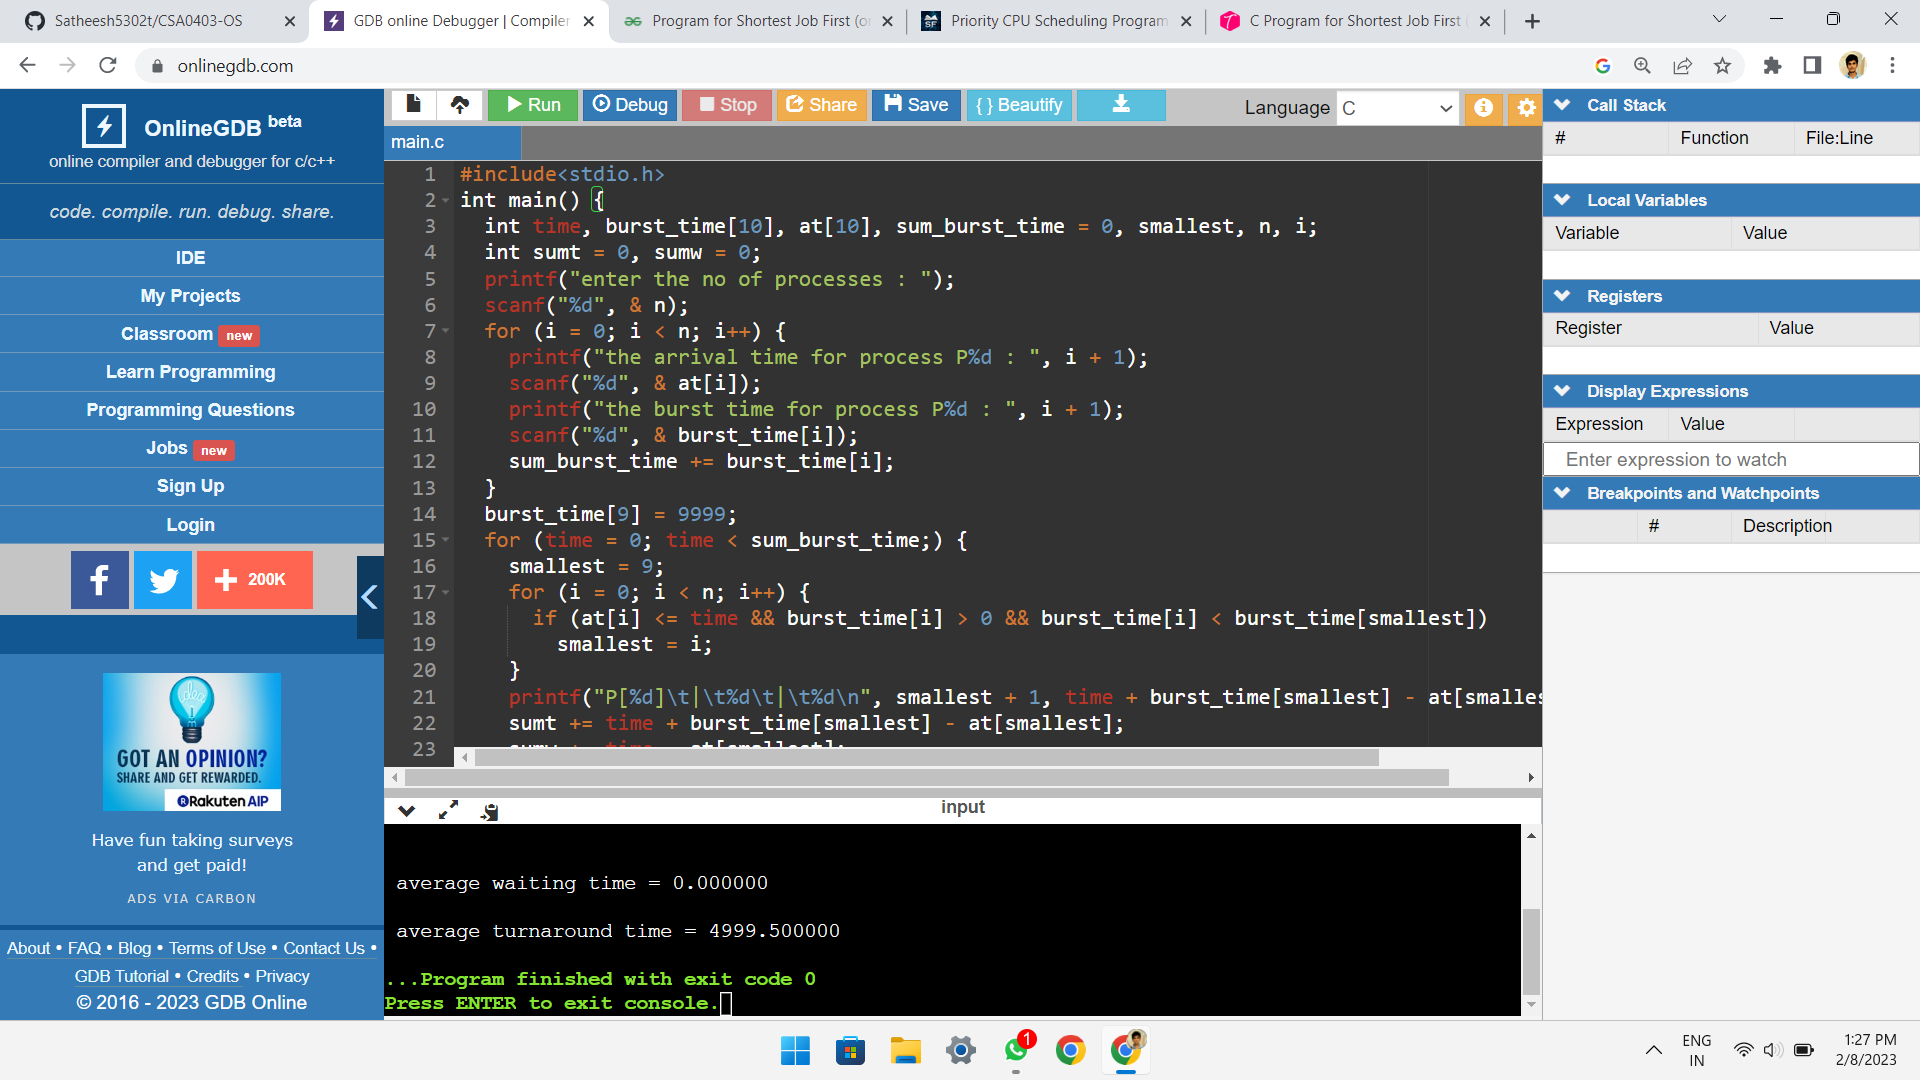 Satheesh5302t/CSA0403-OS
GDB online Debugger | Compiler
Program for Shortest Job First (or
Priority CPU Scheduling Program
C Program for Shortest Job First
onlinegdb.com
OnlineGDB beta
online compiler and debugger for c/c++
code. compile. run. debug. share.
IDE
My Projects
Classroom new
Learn Programming
Programming Questions
Jobs new
Sign Up
Login
200K
GOT AN OPINION?
SHARE AND GET REWARDED.
Rakuten AIP
Have fun taking surveys
and get paid!
ADS VIA CARBON
About • FAQ • Blog • Terms of Use • Contact Us •
GDB Tutorial • Credits • Privacy
© 2016 - 2023 GDB Online
Run
Debug
Stop
Share
Save
{ } Beautify
Language C
main.c
1 #include<stdio.h>
2 int main() {
3 int time, burst_time[10], at[10], sum_burst_time = 0, smallest, n, i;
4 int sumt = 0, sumw = 0;
5 printf("enter the no of processes : ");
6 scanf("%d", & n);
7 for (i = 0; i < n; i++) {
8 printf("the arrival time for process P%d : ", i + 1);
9 scanf("%d", & at[i]);
10 printf("the burst time for process P%d : ", i + 1);
11 scanf("%d", & burst_time[i]);
12 sum_burst_time += burst_time[i];
13 }
14 burst_time[9] = 9999;
15 for (time = 0; time < sum_burst_time;) {
16 smallest = 9;
17 for (i = 0; i < n; i++) {
18 if (at[i] <= time && burst_time[i] > 0 && burst_time[i] < burst_time[smallest])
19 smallest = i;
20 }
21 printf("P[%d]\t|\t%d\t|\t%d\n", smallest + 1, time + burst_time[smallest] - at[smalles
22 sumt += time + burst_time[smallest] - at[smallest];
23 sumw += time - at[smallest];
input
average waiting time = 0.000000
average turnaround time = 4999.500000
...Program finished with exit code 0
Press ENTER to exit console.
Call Stack
# Function File:Line
Local Variables
Variable Value
Registers
Register Value
Display Expressions
Expression Value
Enter expression to watch
Breakpoints and Watchpoints
# Description
1
ENG
IN
1:27 PM
2/8/2023